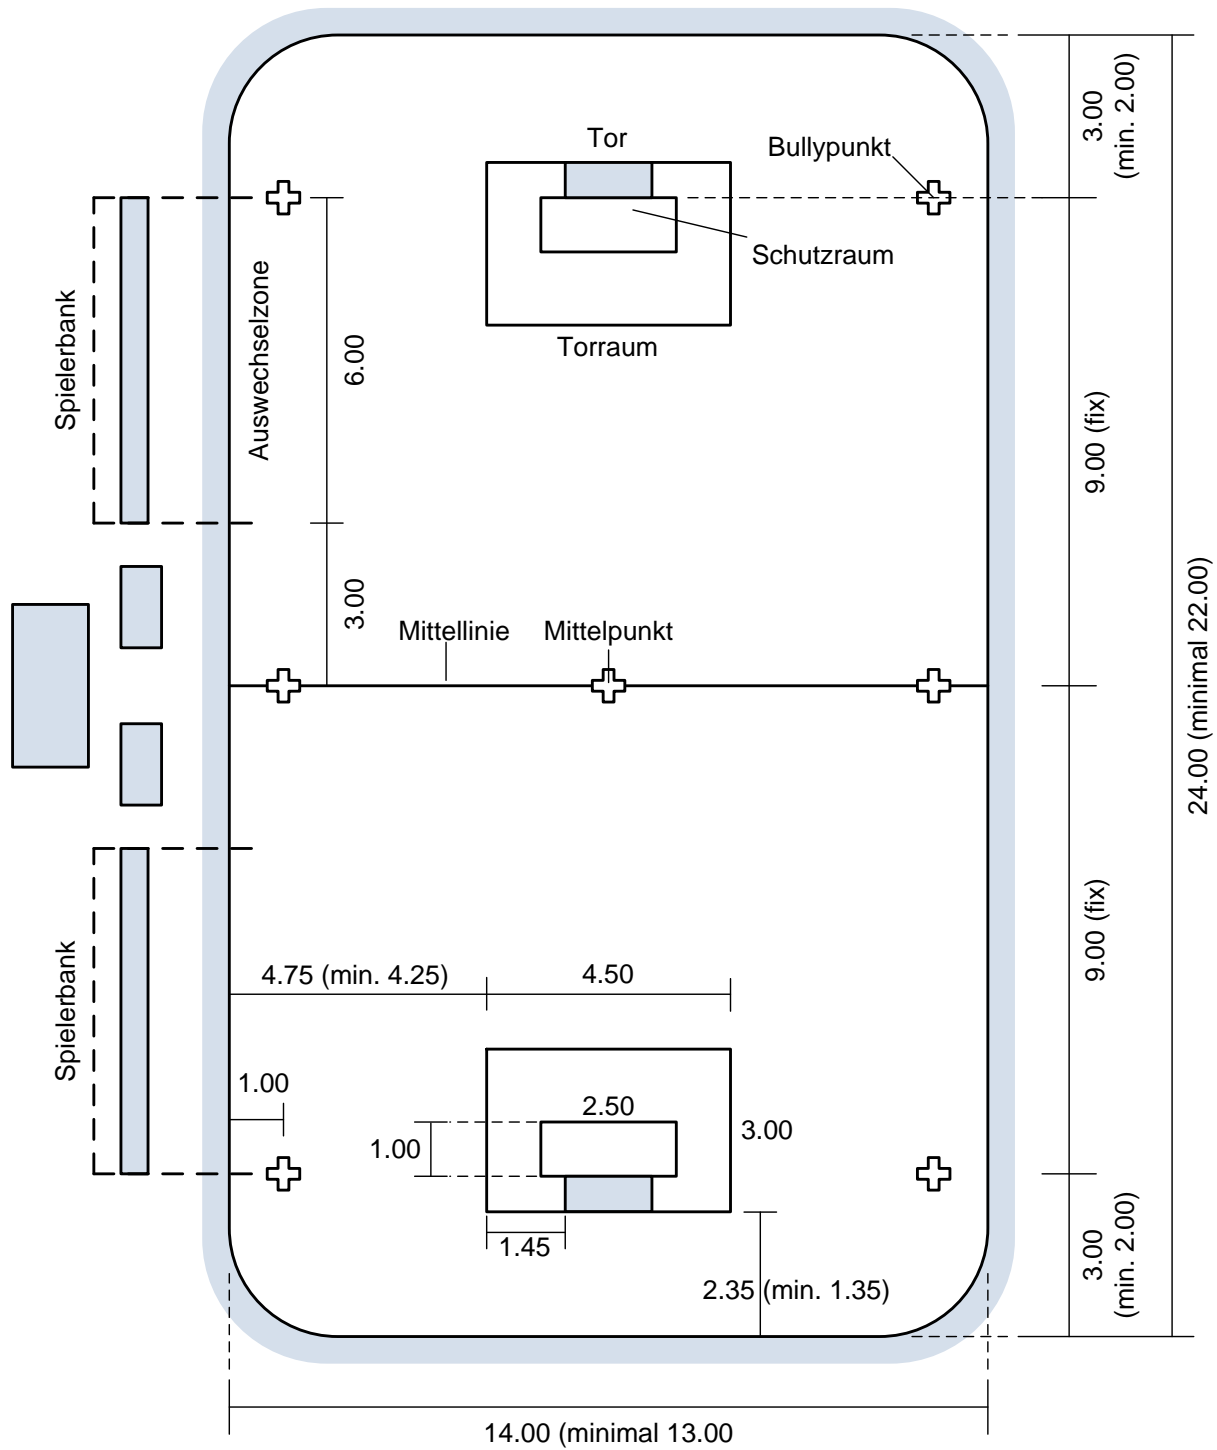 3.00
(min. 2.00)
Tor
Bullypunkt
Schutzraum
Torraum
Spielerbank
Auswechselzone
6.00
9.00 (fix)
3.00
Mittellinie
Mittelpunkt
24.00 (minimal 22.00)
9.00 (fix)
Spielerbank
4.75 (min. 4.25)
4.50
1.00
2.50
1.00
3.00
1.45
2.35 (min. 1.35)
3.00
(min. 2.00)
14.00 (minimal 13.00